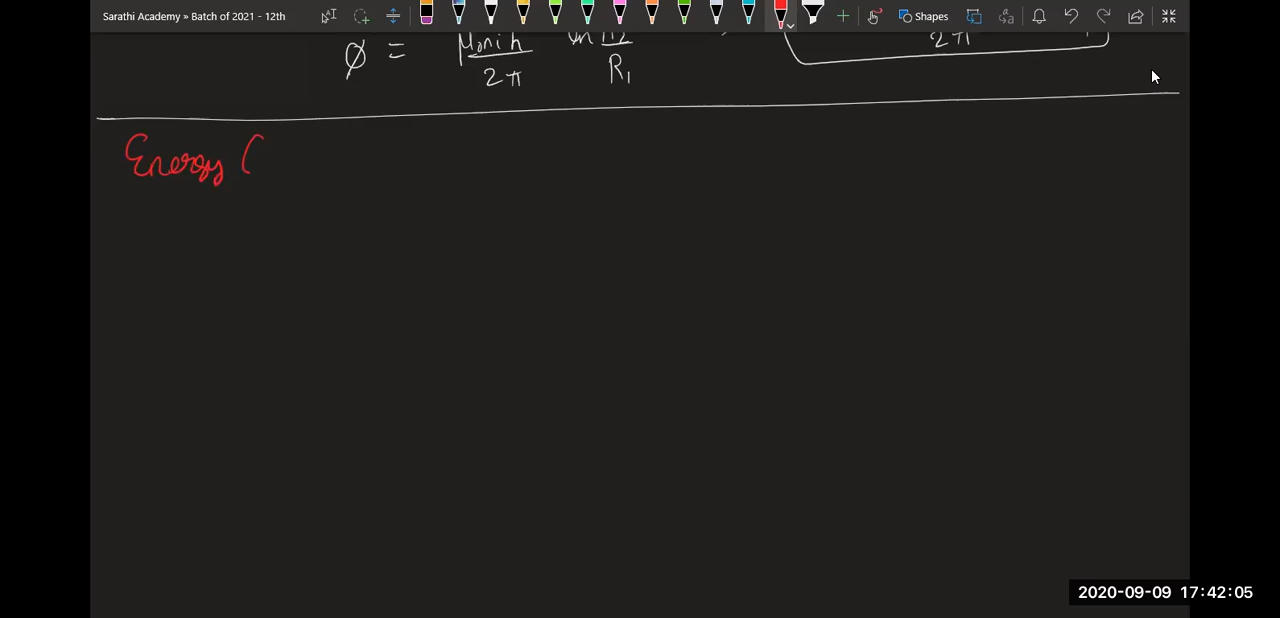 Sarathi Academy » Batch of 2021 - 12th
Shapes
φ = μ₀nih / 2π ln / R₁
2π
Energy (
2020-09-09 17:42:05